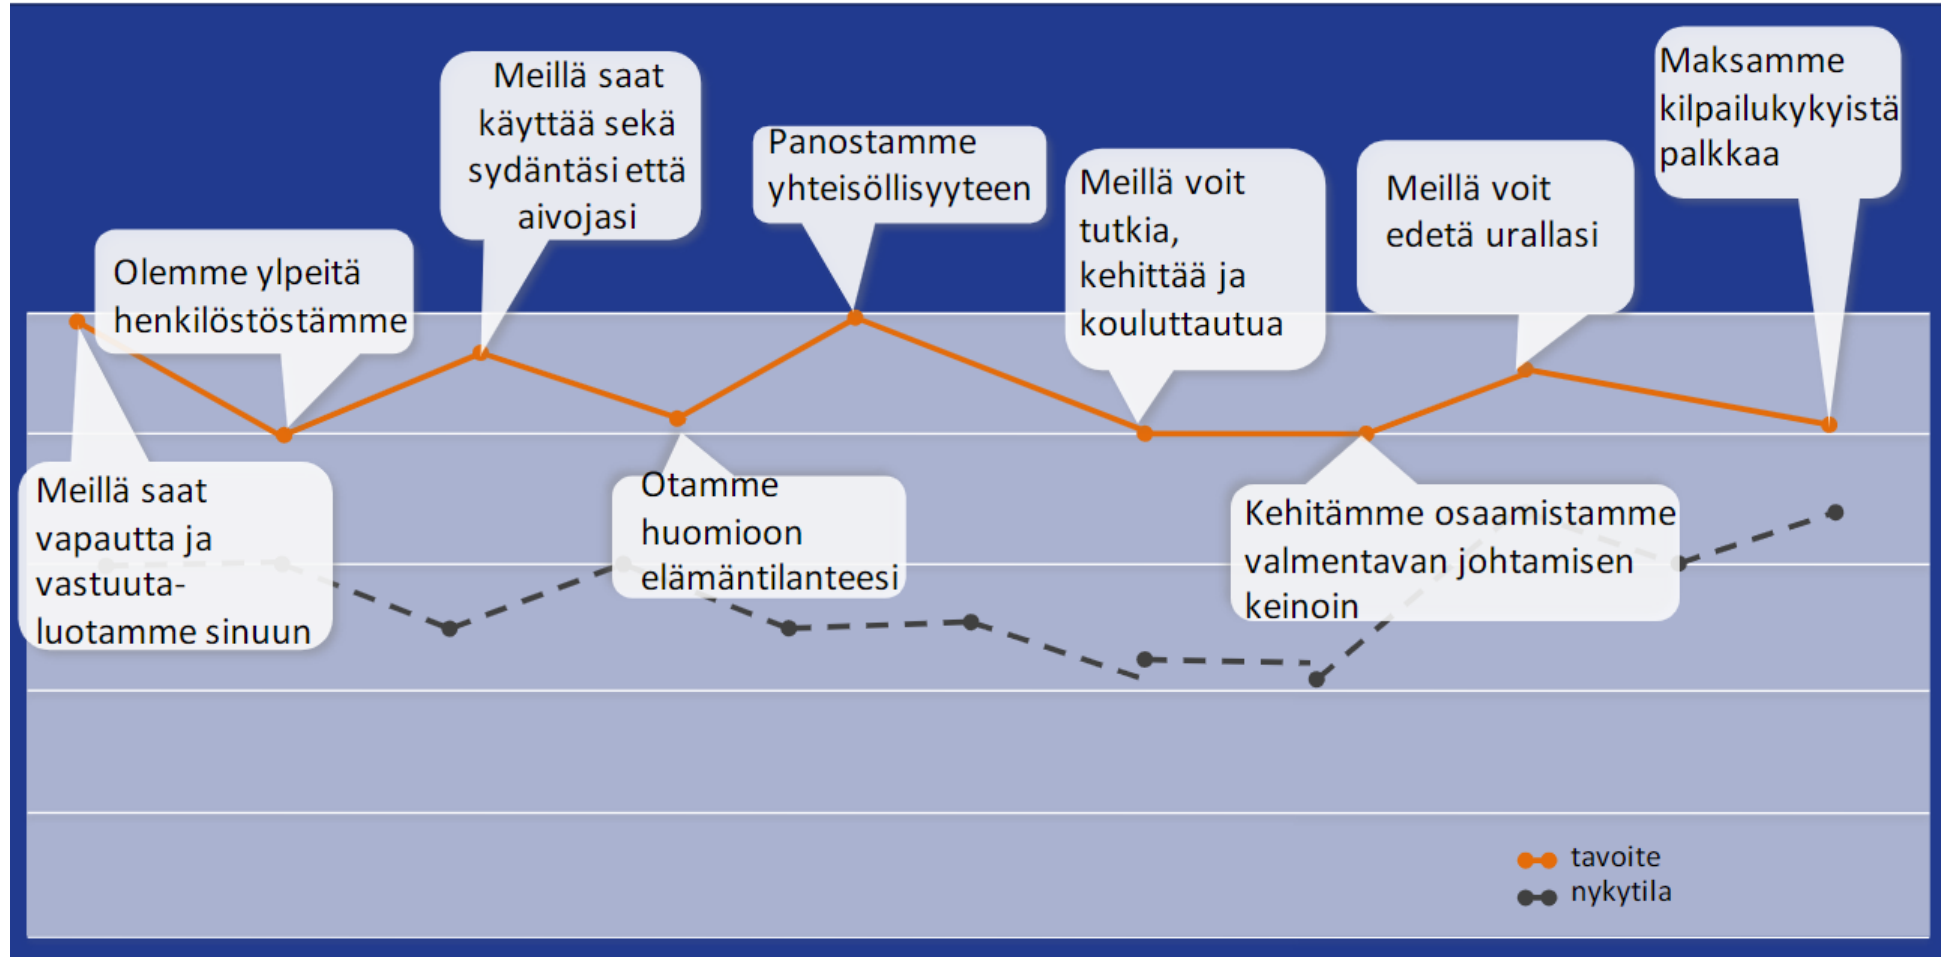 Meillä saat
vapautta ja
vastuuta-
luotamme sinuun
Olemme ylpeitä
henkilöstöstämme
Meillä saat
käyttää sekä
sydäntäsi että
aivojasi
Otamme
huomioon
elämäntilanteesi
Panostamme
yhteisöllisyyteen
Meillä voit
tutkia,
kehittää ja
kouluttautua
Kehitämme osaamistamme
valmentavan johtamisen
keinoin
Meillä voit
edetä urallasi
Maksamme
kilpailukykyistä
palkkaa
tavoite
nykytila